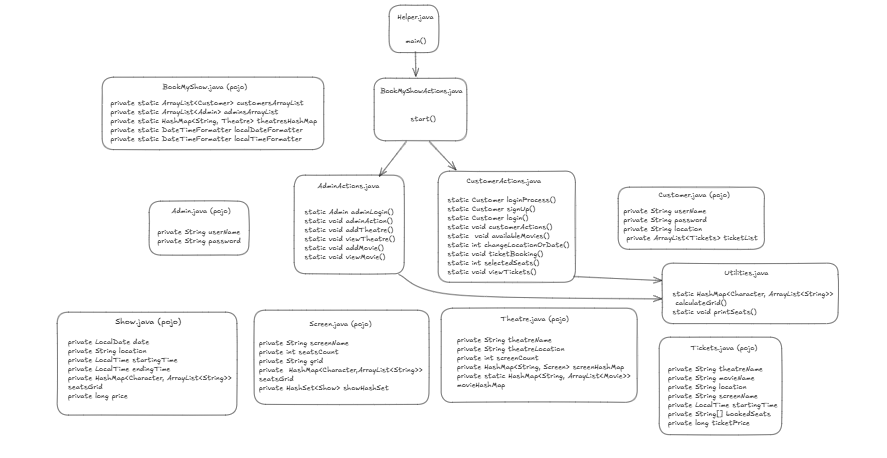 Helper.java
main()
BookMyShow.java (pojo)
private static ArrayList<Customer> customersArrayList
private static ArrayList<Admin> adminsArrayList
private static HashMap<String, Theatre> theatresHashMap
private static DateTimeFormatter localDateFormatter
private static DateTimeFormatter localTimeFormatter
BookMyShowActions.java
start()
Admin.java (pojo)
private String userName
private String password
AdminActions.java
static Admin adminLogin()
static void adminAction()
static void addTheatre()
static void viewTheatre()
static void addMovie()
static void viewMovie()
CustomerActions.java
static Customer loginProcess()
static Customer signUp()
static Customer login()
static void customerActions()
static void availableMovies()
static int changeLocationOrDate()
static void ticketBooking()
static int selectedSeats()
static void viewTickets()
Customer.java (pojo)
private String userName
private String password
private String location
private ArrayList<Tickets> ticketList
Utilities.java
static HashMap<Character, ArrayList<String>>
calculateGrid()
static void printSeats()
Show.java (pojo)
private LocalDate date
private String location
private LocalTime startingTime
private LocalTime endingTime
private HashMap<Character, ArrayList<String>>
seatsGrid
private long price
Screen.java (pojo)
private String screenName
private int seatsCount
private String grid
private HashMap<Character,ArrayList<String>>
seatsGrid
private HashSet<Show> showHashSet
Theatre.java (pojo)
private String theatreName
private String theatreLocation
private int screenCount
private HashMap<String, Screen> screenHashMap
private static HashMap<String, ArrayList<Movie>>
movieHashMap
Tickets.java (pojo)
private String theatreName
private String movieName
private String location
private String screenName
private LocalTime startingTime
private String[] bookedSeats
private long ticketPrice